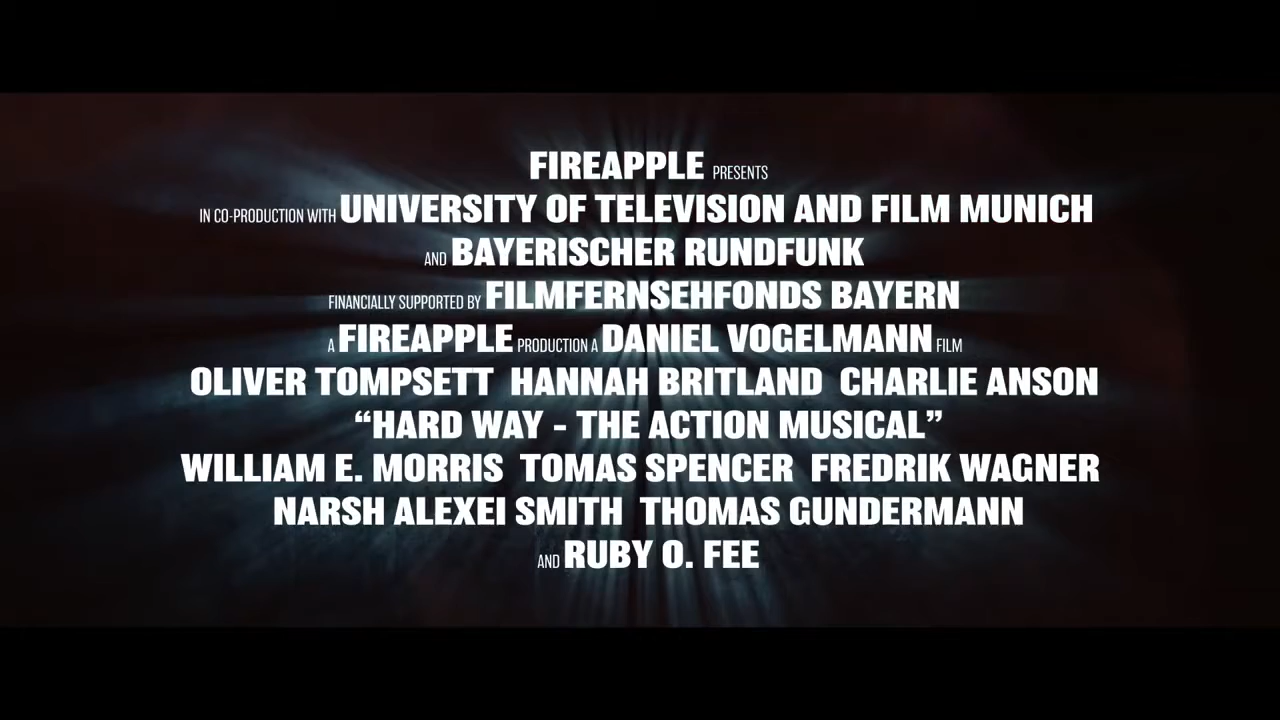 FIREAPPLE PRESENTS
IN CO-PRODUCTION WITH UNIVERSITY OF TELEVISION AND FILM MUNICH
AND BAYERISCHER RUNDFUNK
FINANCIALLY SUPPORTED BY FILMFERNSEHFONDS BAYERN
A FIREAPPLE PRODUCTION A DANIEL VOGELMANN FILM
OLIVER TOMPSETT HANNAH BRITLAND CHARLIE ANSON
“HARD WAY - THE ACTION MUSICAL”
WILLIAM E. MORRIS TOMAS SPENCER FREDRIK WAGNER
NARSH ALEXEI SMITH THOMAS GUNDERMANN
AND RUBY O. FEE